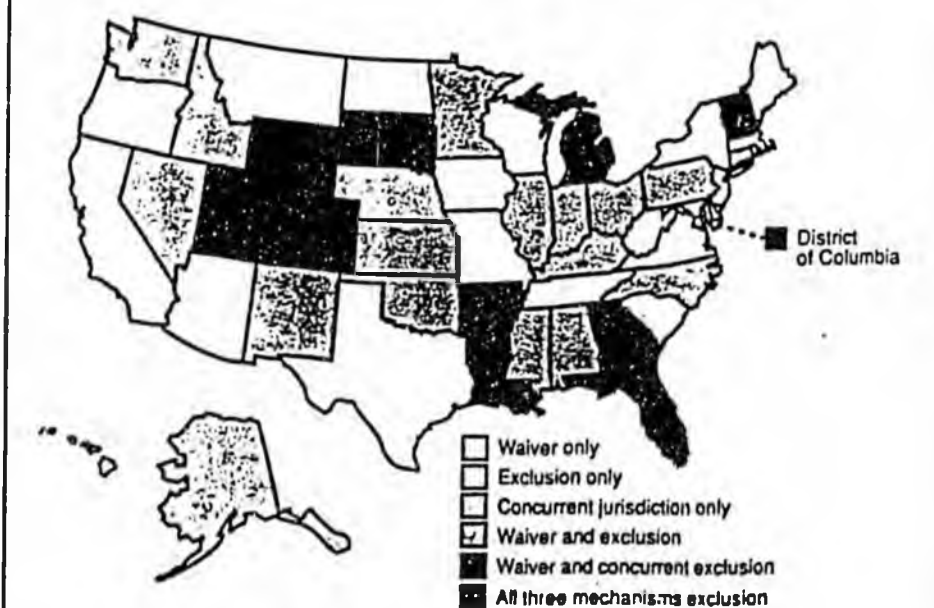 District
of Columbia
Waiver only
Exclusion only
Concurrent jurisdiction only
Waiver and exclusion
Waiver and concurrent exclusion
All three mechanisms exclusion